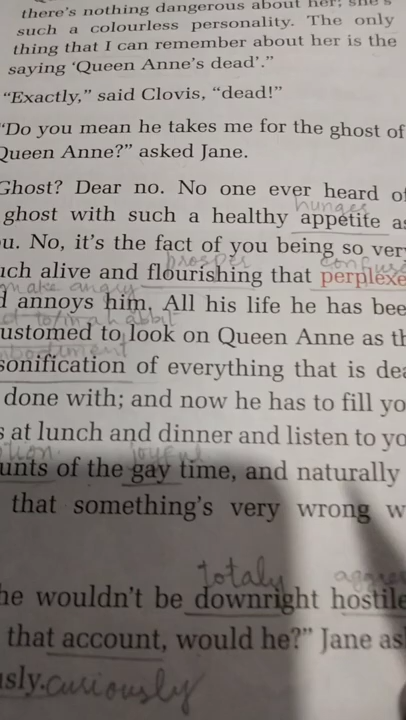 there's nothing dangerous about her; she's
such a colourless personality. The only
thing that I can remember about her is the
saying 'Queen Anne's dead'."
"Exactly," said Clovis, "dead!"
"Do you mean he takes me for the ghost of
Queen Anne?" asked Jane.
Ghost? Dear no. No one ever heard of
hunger
ghost with such a healthy appetite as
u. No, it's the fact of you being so very
prosper confuse
uch alive and flourishing that perplexe
make angry
d annoys him. All his life he has bee
ustomed to look on Queen Anne as th
embodiment
sonification of everything that is dea
done with; and now he has to fill yo
s at lunch and dinner and listen to yo
joyful
unts of the gay time, and naturally
that something's very wrong w
totaly aggres
he wouldn't be downright hostile
that account, would he?" Jane as
usly. curiously